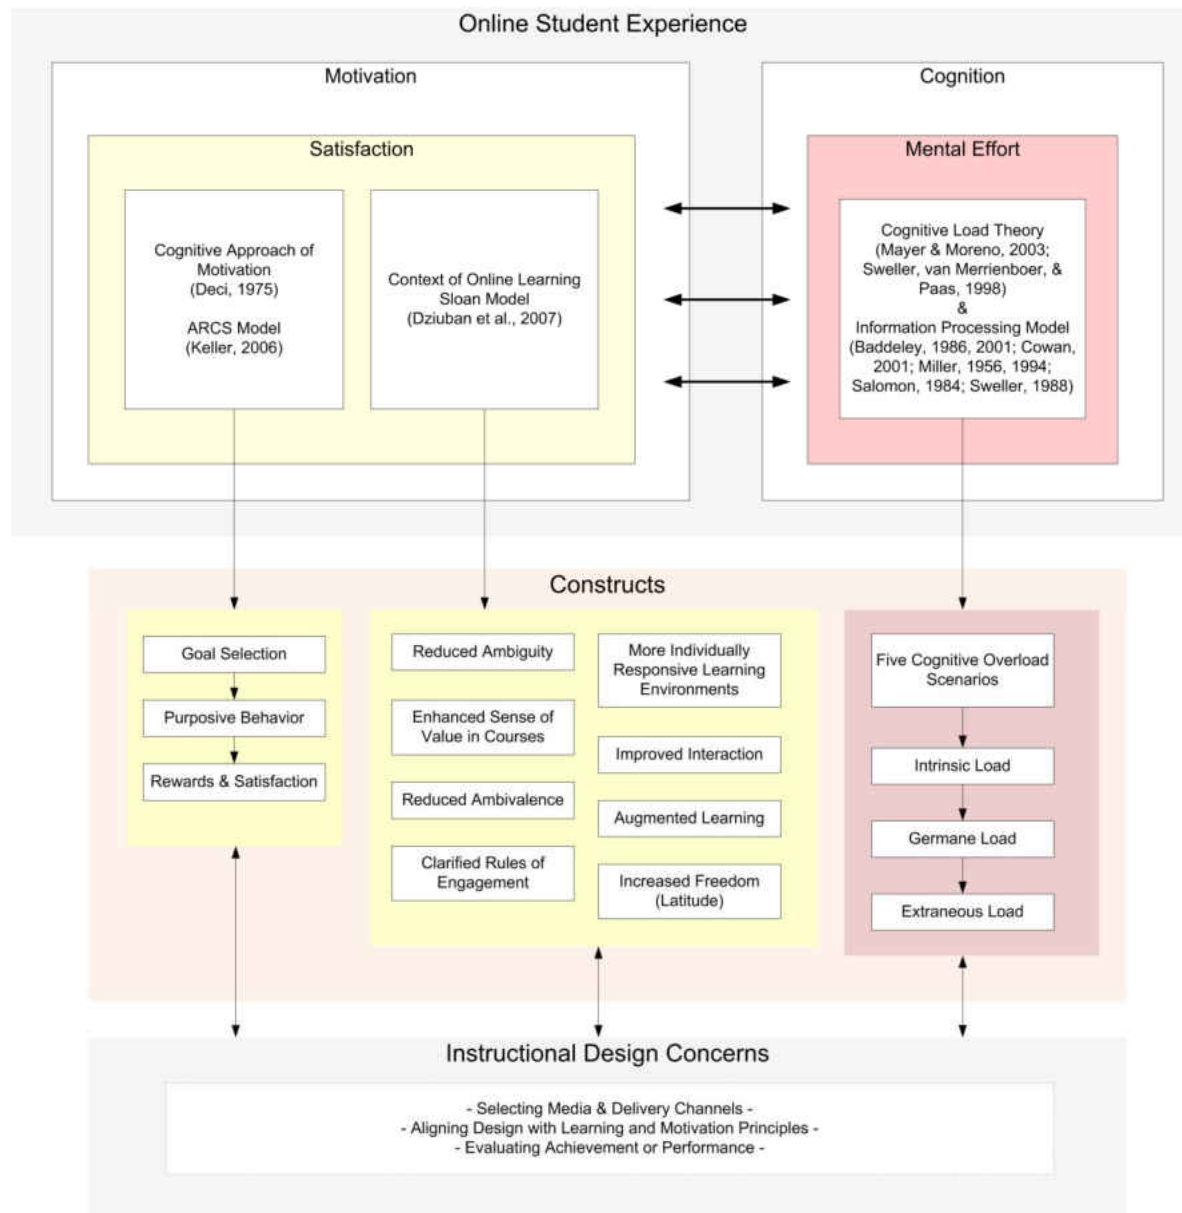 Online Student Experience
Motivation
Satisfaction
Cognitive Approach of
Motivation
(Deci, 1975)
ARCS Model
(Keller, 2006)
Context of Online Learning
Sloan Model
(Dziuban et al., 2007)
Cognition
Mental Effort
Cognitive Load Theory
(Mayer & Moreno, 2003;
Sweller, van Merrienboer, &
Paas, 1998)
&
Information Processing Model
(Baddeley, 1986, 2001; Cowan,
2001; Miller, 1956, 1994;
Salomon, 1984; Sweller, 1988)
Constructs
Goal Selection
Purposive Behavior
Rewards & Satisfaction
Reduced Ambiguity
Enhanced Sense of
Value in Courses
Reduced Ambivalence
Clarified Rules of
Engagement
More Individually
Responsive Learning
Environments
Improved Interaction
Augmented Learning
Increased Freedom
(Latitude)
Five Cognitive Overload
Scenarios
Intrinsic Load
Germane Load
Extraneous Load
Instructional Design Concerns
- Selecting Media & Delivery Channels -
- Aligning Design with Learning and Motivation Principles -
- Evaluating Achievement or Performance -